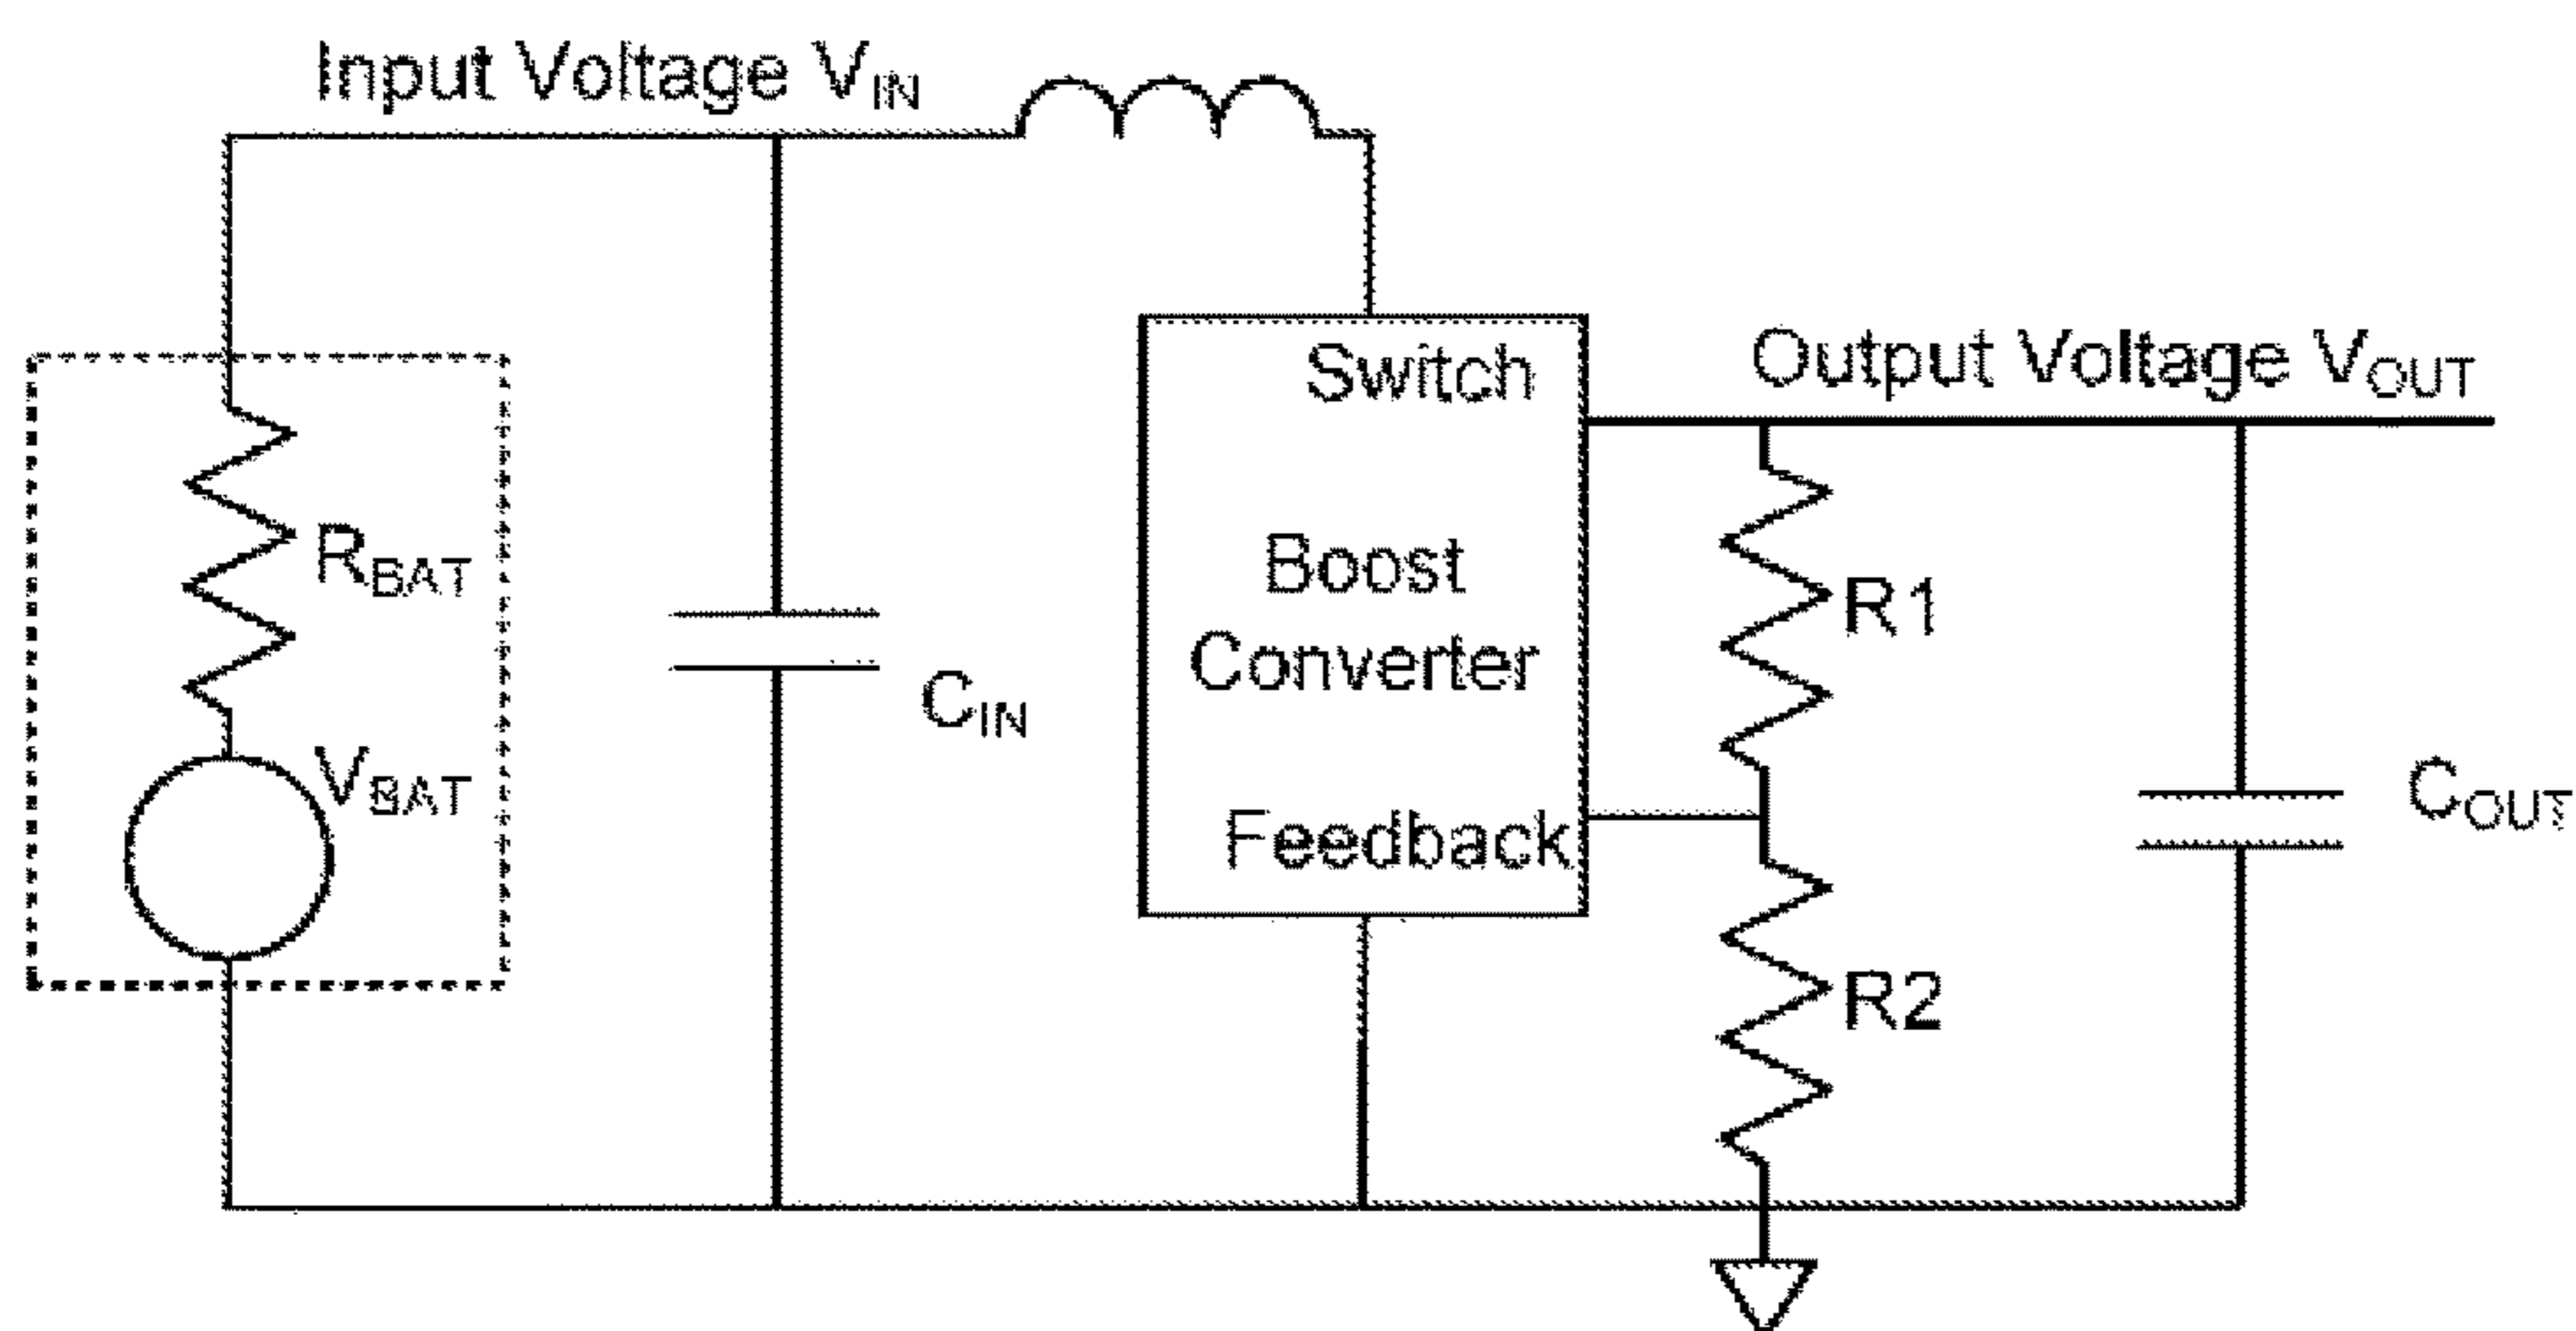 Input Voltage VIN
Switch
Output Voltage VOUT
RBAT
Boost
Converter
R1
CIN
VBAT
COUT
Feedback
R2